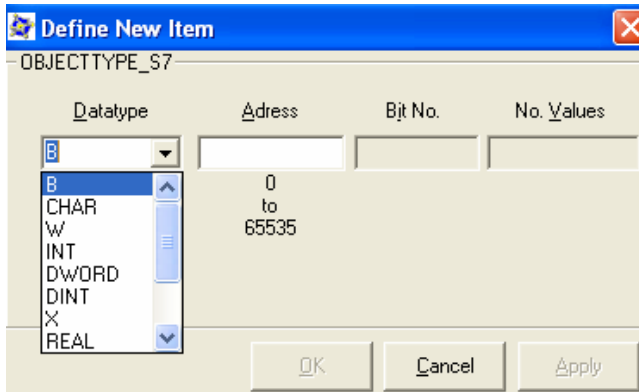 Define New Item
OBJECTTYPE_S7
Datatype Adress Bit No. No. Values
B
B
CHAR
W
INT
DWORD
DINT
X
REAL
0
to
65535
OK Cancel Apply